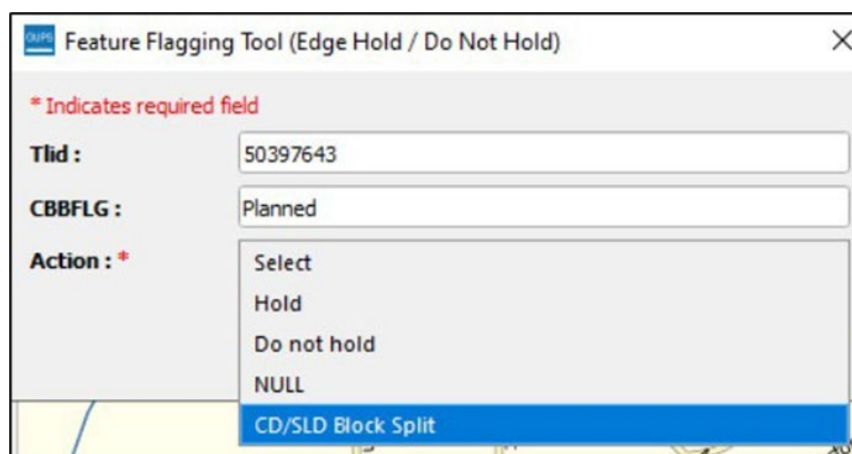 GUPS Feature Flagging Tool (Edge Hold / Do Not Hold)
* Indicates required field
Tlid : 50397643
CBBFLG : Planned
Action : * Select
Hold
Do not hold
NULL
CD/SLD Block Split